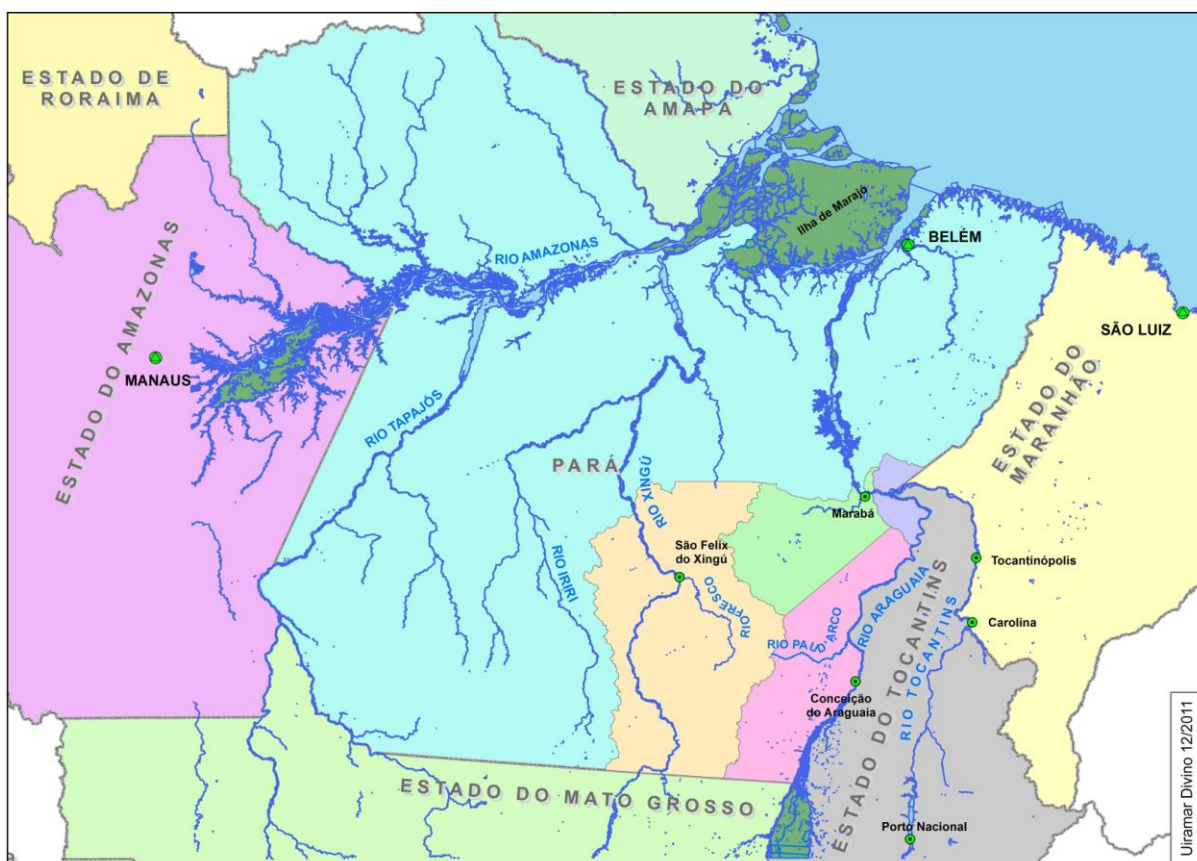 ESTADO DE
RORAIMA
ESTADO DO
AMAPÁ
Ilha de Marajó
BELÉM
RIO AMAZONAS
ESTADO DO AMAZONAS
MANAUS
SÃO LUIZ
ESTADO DO
MARANHÃO
RIO TAPAJÓS
PARÁ
RIO XINGÚ
Marabá
São Felix
do Xingú
RIO IRIRI
RIO FRESCO
Tocantinópolis
RIO PAU D'ARCO
RIO ARAGUAIA
Carolina
Conceição
do Araguaia
RIO TOCANTINS
ESTADO DO TOCANTINS
ESTADO DO MATO GROSSO
Porto Nacional
Uiramar Divino 12/2011